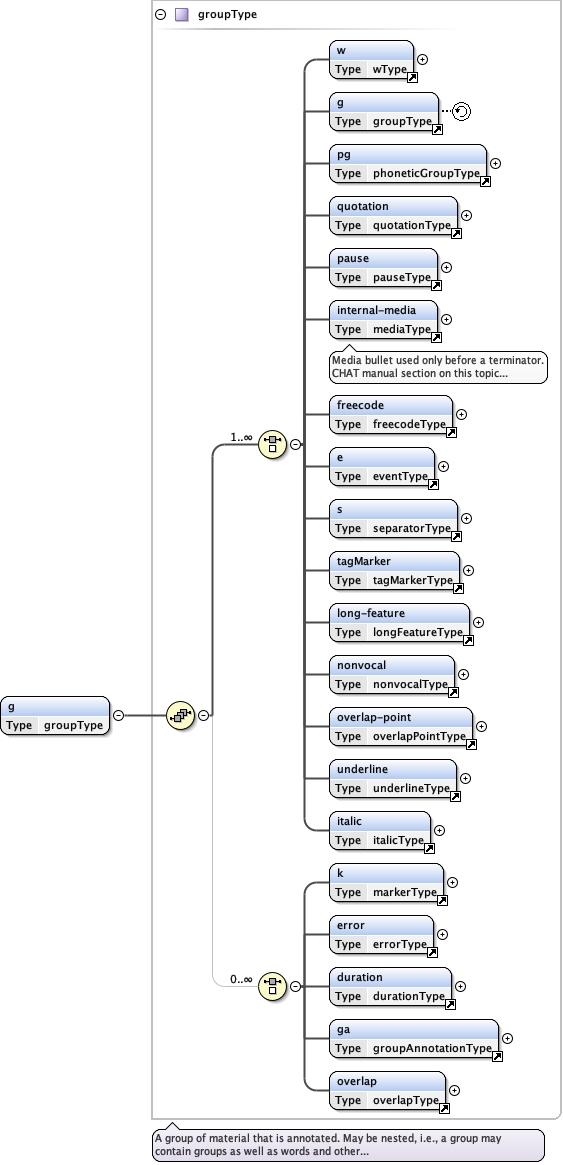 groupType
w
Type wType
g
Type groupType
pg
Type phoneticGroupType
quotation
Type quotationType
pause
Type pauseType
internal-media
Type mediaType
Media bullet used only before a terminator.
CHAT manual section on this topic...
freecode
Type freecodeType
1..∞
e
Type eventType
s
Type separatorType
tagMarker
Type tagMarkerType
long-feature
Type longFeatureType
nonvocal
Type nonvocalType
g
Type groupType
overlap-point
Type overlapPointType
underline
Type underlineType
italic
Type italicType
k
Type markerType
error
Type errorType
0..∞
duration
Type durationType
ga
Type groupAnnotationType
overlap
Type overlapType
A group of material that is annotated. May be nested, i.e., a group may
contain groups as well as words and other...